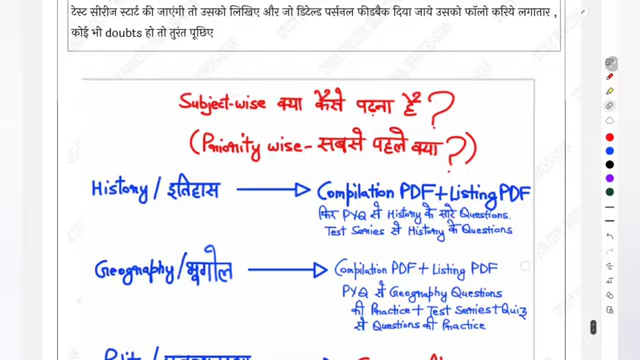 टेस्ट सीरीज स्टार्ट की जाएंगी तो उसको लिखिए और जो डिटेल्ड पर्सवल फीडबैक दिया जाये उसको फॉलो करिये लगातार ,
कोई भी doubts हो तो तुरंत पूछिए
Subject-wise क्या कैसे पढ़ना है ?
(Priority wise - सबसे पहले क्या ?)
History / इतिहास → Compilation PDF + Listing PDF
फिर PYQ से History के सारे Questions.
Test Series से History के Questions
Geography / भूगोल → Compilation PDF + Listing PDF
PYQ से Geography Questions
की Practice + Test Series + Quiz
से Questions की Practice